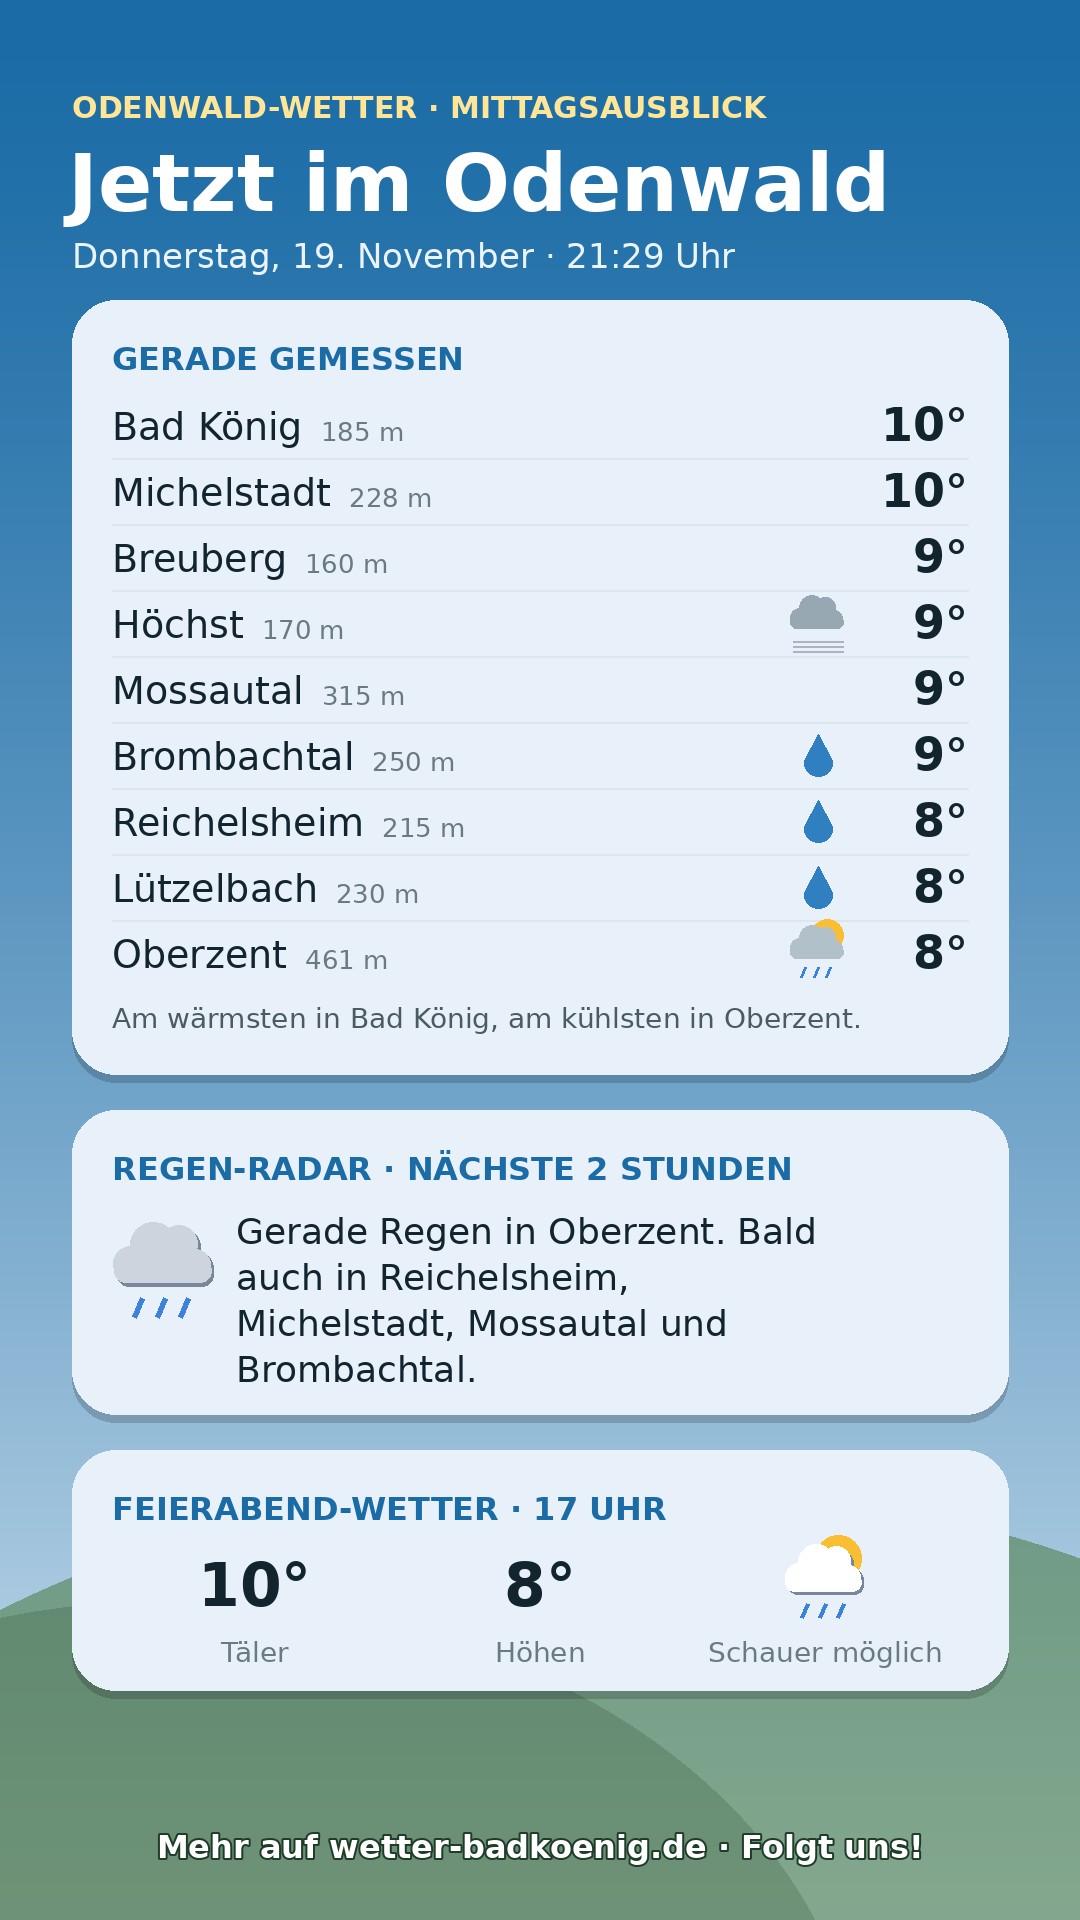 ODENWALD-WETTER · MITTAGSAUSBLICK
Jetzt im Odenwald
Donnerstag, 19. November · 21:29 Uhr
GERADE GEMESSEN
Bad König 185 m 10°
Michelstadt 228 m 10°
Breuberg 160 m 9°
Höchst 170 m 9°
Mossautal 315 m 9°
Brombachtal 250 m 9°
Reichelsheim 215 m 8°
Lützelbach 230 m 8°
Oberzent 461 m 8°
Am wärmsten in Bad König, am kühlsten in Oberzent.
REGEN-RADAR · NÄCHSTE 2 STUNDEN
Gerade Regen in Oberzent. Bald
auch in Reichelsheim,
Michelstadt, Mossautal und
Brombachtal.
FEIERABEND-WETTER · 17 UHR
10° 8°
Täler Höhen Schauer möglich
Mehr auf wetter-badkoenig.de · Folgt uns!